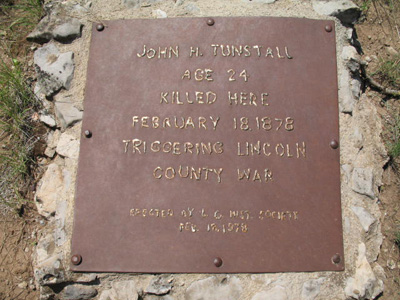 JOHN H. TUNSTALL
AGE 24
KILLED HERE
FEBRUARY 18, 1878
TRIGGERING LINCOLN
COUNTY WAR
ERECTED BY L.C. HIST. SOCIETY
FEB. 18, 1978